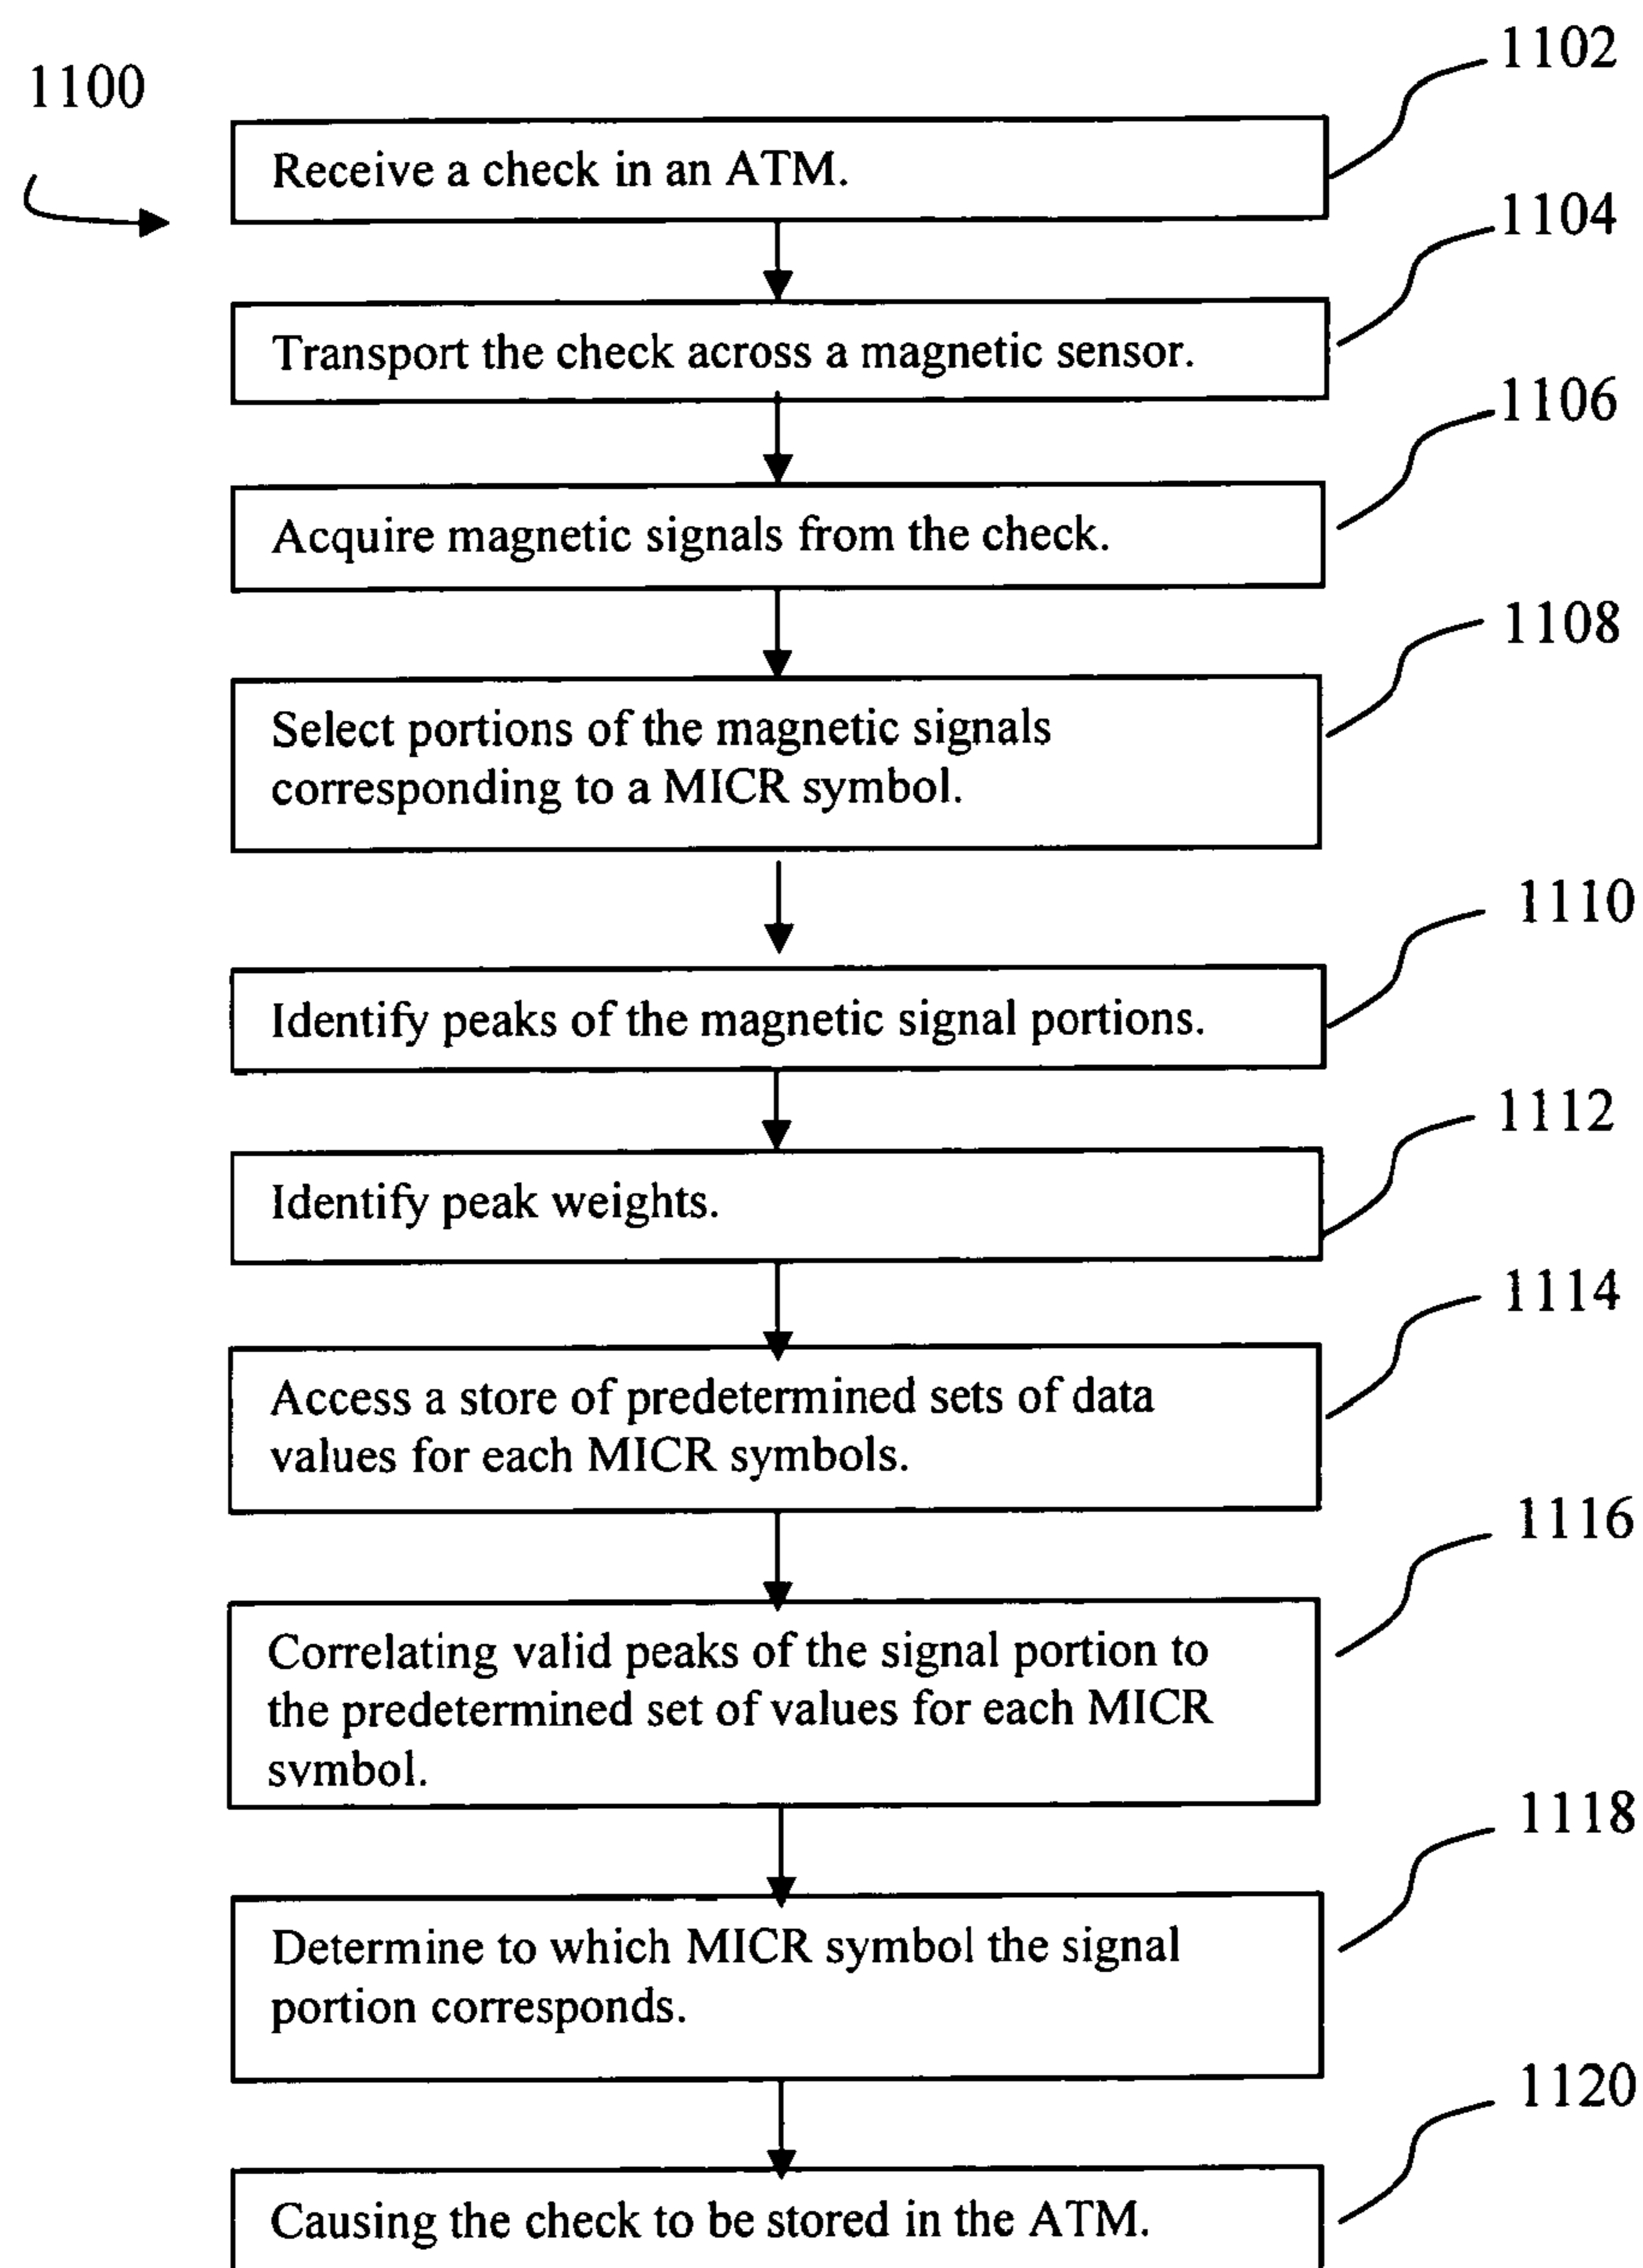 1102
1100
Receive a check in an ATM.
1104
Transport the check across a magnetic sensor.
1106
Acquire magnetic signals from the check.
1108
Select portions of the magnetic signals
corresponding to a MICR symbol.
1110
Identify peaks of the magnetic signal portions.
1112
Identify peak weights.
1114
Access a store of predetermined sets of data
values for each MICR symbols.
1116
Correlating valid peaks of the signal portion to
the predetermined set of values for each MICR
symbol.
1118
Determine to which MICR symbol the signal
portion corresponds.
1120
Causing the check to be stored in the ATM.